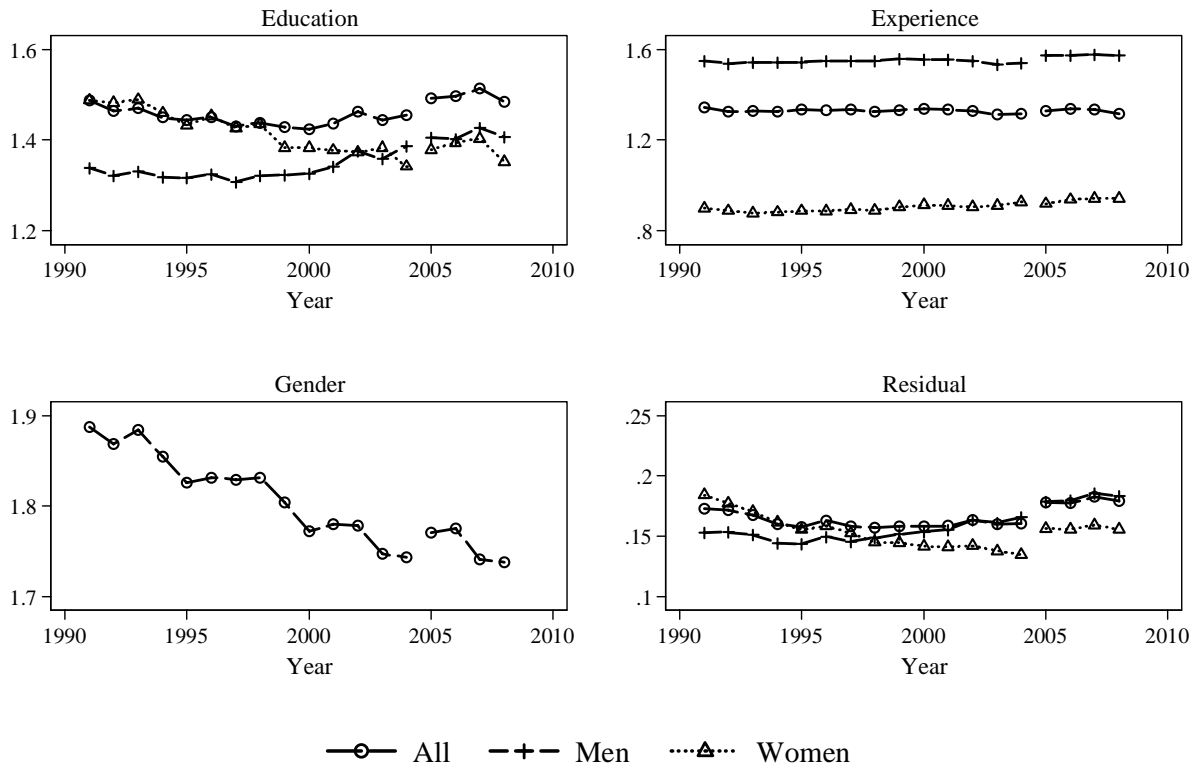 Education
1.6
1.4
1.2
1990 1995 2000 2005 2010
Year
Experience
1.6
1.2
.8
1990 1995 2000 2005 2010
Year
Gender
1.9
1.8
1.7
1990 1995 2000 2005 2010
Year
Residual
.25
.2
.15
.1
1990 1995 2000 2005 2010
Year
All Men Women